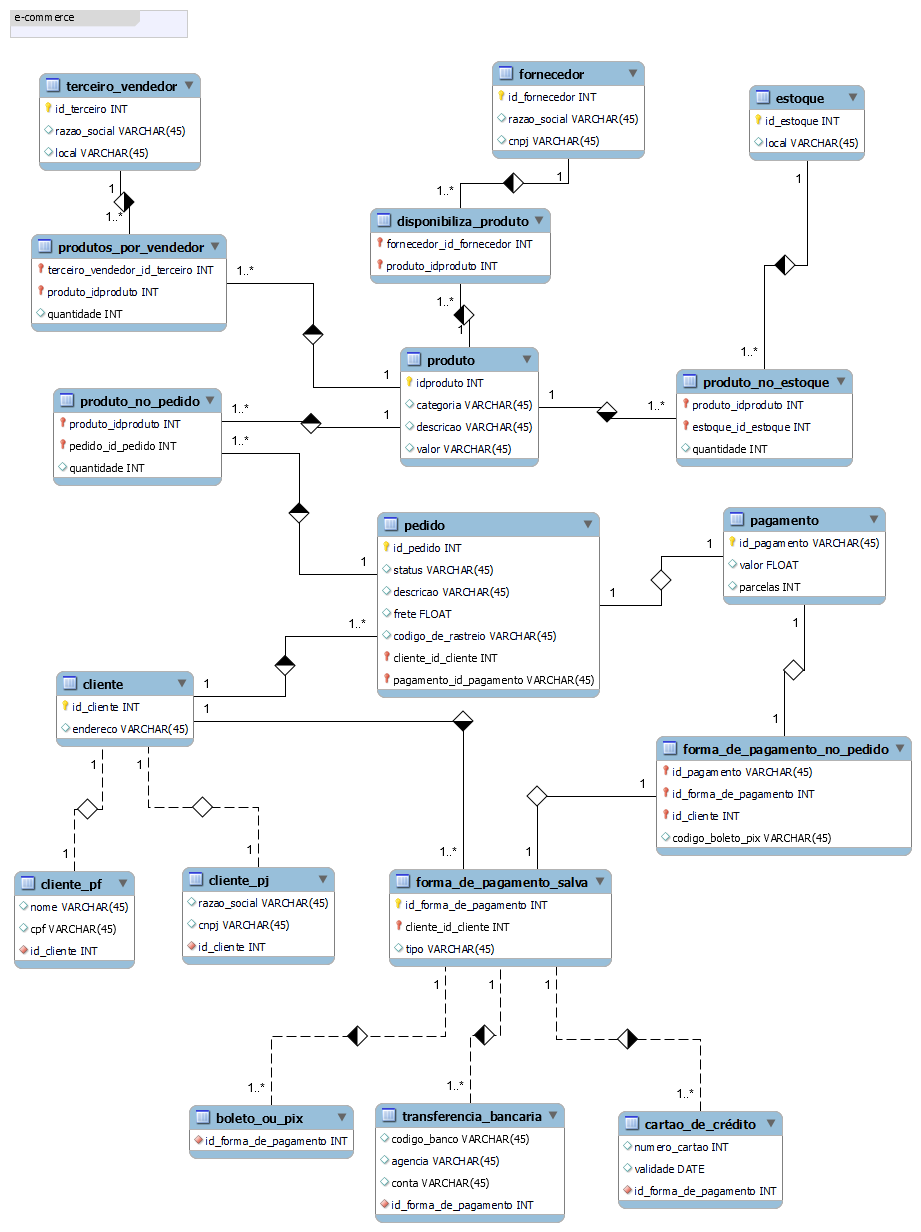 e-commerce
terceiro_vendedor
id_terceiro INT
razao_social VARCHAR(45)
local VARCHAR(45)
fornecedor
id_fornecedor INT
razao_social VARCHAR(45)
cnpj VARCHAR(45)
estoque
id_estoque INT
local VARCHAR(45)
1
1..*
1
1..*
1
1..*
disponibiliza_produto
fornecedor_id_fornecedor INT
produto_idproduto INT
produtos_por_vendedor
terceiro_vendedor_id_terceiro INT
produto_idproduto INT
quantidade INT
1..*
1
1..*
1
produto
idproduto INT
categoria VARCHAR(45)
descricao VARCHAR(45)
valor VARCHAR(45)
produto_no_estoque
produto_idproduto INT
estoque_id_estoque INT
quantidade INT
1
1..*
produto_no_pedido
produto_idproduto INT
pedido_id_pedido INT
quantidade INT
1..*
1
1..*
1
pedido
id_pedido INT
status VARCHAR(45)
descricao VARCHAR(45)
frete FLOAT
codigo_de_rastreio VARCHAR(45)
cliente_id_cliente INT
pagamento_id_pagamento VARCHAR(45)
pagamento
id_pagamento VARCHAR(45)
valor FLOAT
parcelas INT
1
1
1..*
1
1
1
cliente
id_cliente INT
endereco VARCHAR(45)
1
1..*
forma_de_pagamento_no_pedido
id_pagamento VARCHAR(45)
id_forma_de_pagamento INT
id_cliente INT
codigo_boleto_pix VARCHAR(45)
1
1
1
1
1
1
cliente_pf
nome VARCHAR(45)
cpf VARCHAR(45)
id_cliente INT
cliente_pj
razao_social VARCHAR(45)
cnpj VARCHAR(45)
id_cliente INT
forma_de_pagamento_salva
id_forma_de_pagamento INT
cliente_id_cliente INT
tipo VARCHAR(45)
1
1
1
1..*
1..*
1..*
boleto_ou_pix
id_forma_de_pagamento INT
transferencia_bancaria
codigo_banco VARCHAR(45)
agencia VARCHAR(45)
conta VARCHAR(45)
id_forma_de_pagamento INT
cartao_de_crédito
numero_cartao INT
validade DATE
id_forma_de_pagamento INT